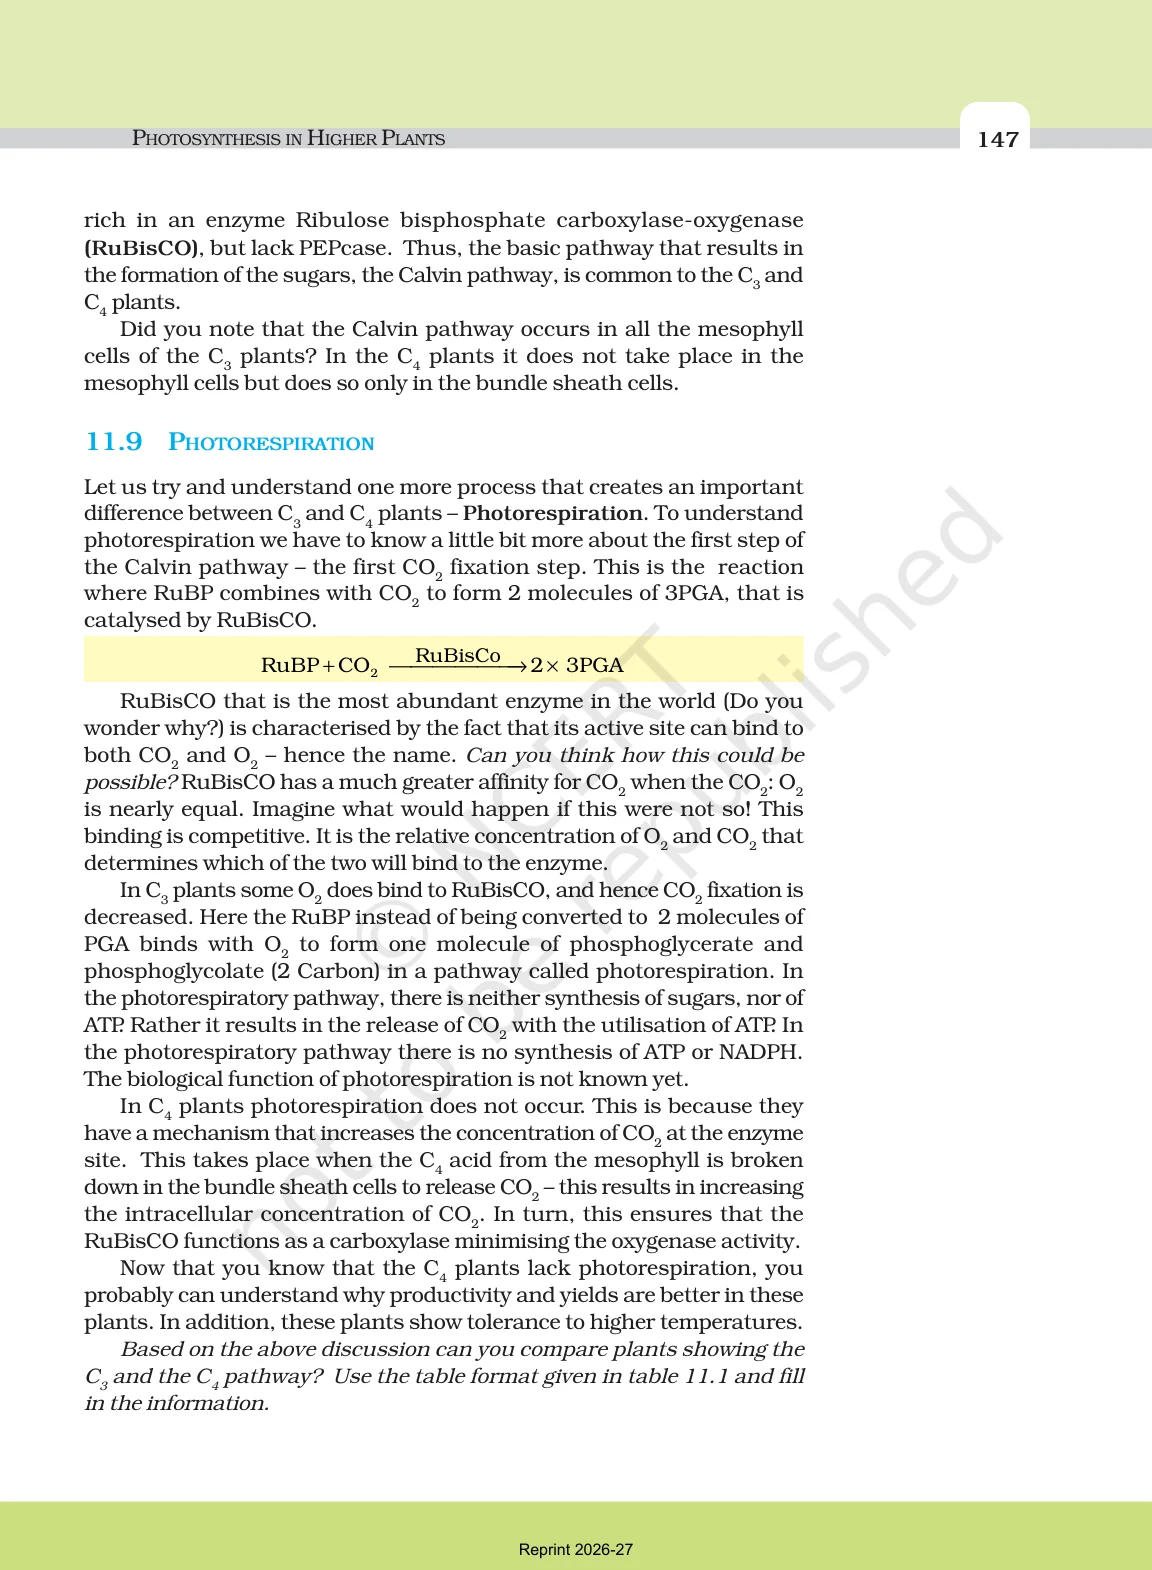 PHOTOSYNTHESIS IN HIGHER PLANTS
147
rich in an enzyme Ribulose bisphosphate carboxylase-oxygenase
(RuBisCO), but lack PEPcase. Thus, the basic pathway that results in
the formation of the sugars, the Calvin pathway, is common to the C3 and
C4 plants.
Did you note that the Calvin pathway occurs in all the mesophyll
cells of the C3 plants? In the C4 plants it does not take place in the
mesophyll cells but does so only in the bundle sheath cells.
11.9 PHOTORESPIRATION
Let us try and understand one more process that creates an important
difference between C3 and C4 plants – Photorespiration. To understand
photorespiration we have to know a little bit more about the first step of
the Calvin pathway – the first CO2 fixation step. This is the reaction
where RuBP combines with CO2 to form 2 molecules of 3PGA, that is
catalysed by RuBisCO.
RuBP + CO2 RuBisCo → 2 × 3PGA
RuBisCO that is the most abundant enzyme in the world (Do you
wonder why?) is characterised by the fact that its active site can bind to
both CO2 and O2 – hence the name. Can you think how this could be
possible? RuBisCO has a much greater affinity for CO2 when the CO2: O2
is nearly equal. Imagine what would happen if this were not so! This
binding is competitive. It is the relative concentration of O2 and CO2 that
determines which of the two will bind to the enzyme.
In C3 plants some O2 does bind to RuBisCO, and hence CO2 fixation is
decreased. Here the RuBP instead of being converted to 2 molecules of
PGA binds with O2 to form one molecule of phosphoglycerate and
phosphoglycolate (2 Carbon) in a pathway called photorespiration. In
the photorespiratory pathway, there is neither synthesis of sugars, nor of
ATP. Rather it results in the release of CO2 with the utilisation of ATP. In
the photorespiratory pathway there is no synthesis of ATP or NADPH.
The biological function of photorespiration is not known yet.
In C4 plants photorespiration does not occur. This is because they
have a mechanism that increases the concentration of CO2 at the enzyme
site. This takes place when the C4 acid from the mesophyll is broken
down in the bundle sheath cells to release CO2 – this results in increasing
the intracellular concentration of CO2. In turn, this ensures that the
RuBisCO functions as a carboxylase minimising the oxygenase activity.
Now that you know that the C4 plants lack photorespiration, you
probably can understand why productivity and yields are better in these
plants. In addition, these plants show tolerance to higher temperatures.
Based on the above discussion can you compare plants showing the
C3 and the C4 pathway? Use the table format given in table 11.1 and fill
in the information.
© NCERT
not to be republished
Reprint 2026-27